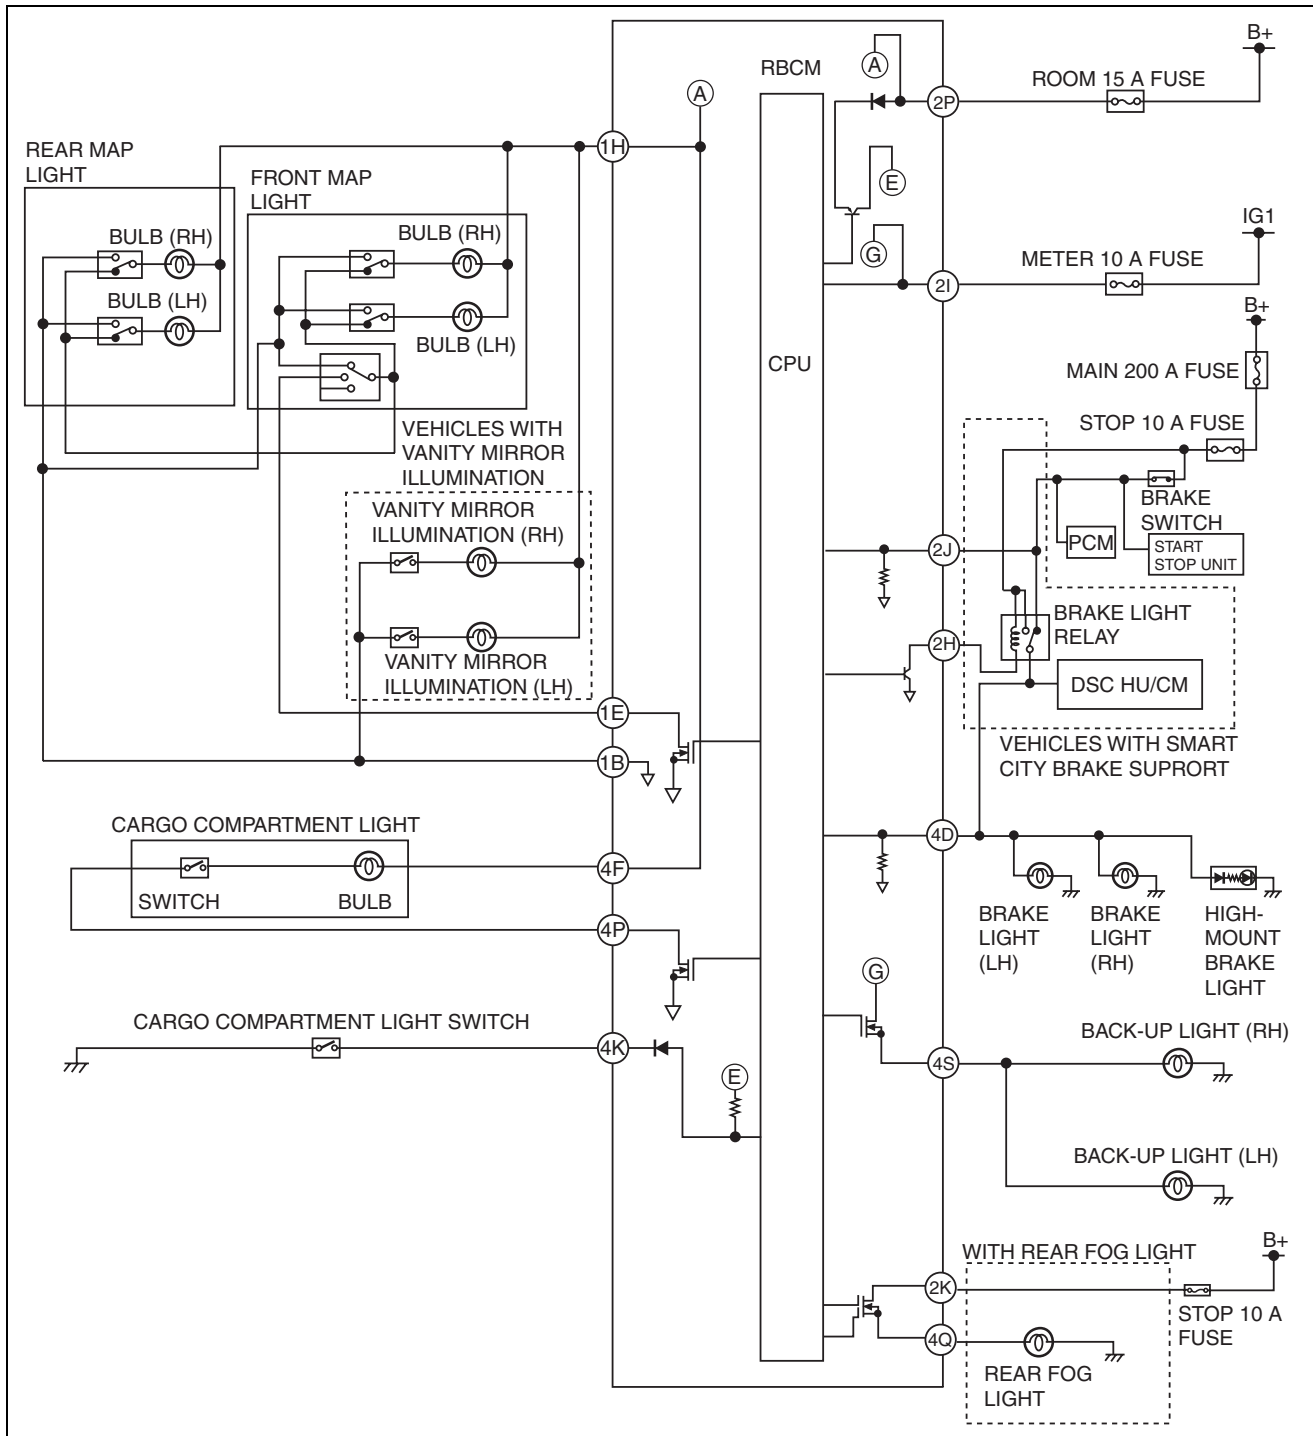 B+
RBCM
A
ROOM 15 A FUSE
A
2P
1H
REAR MAP
LIGHT
FRONT MAP
LIGHT
E
BULB (RH)
BULB (RH)
G
IG1
METER 10 A FUSE
2I
BULB (LH)
BULB (LH)
B+
CPU
MAIN 200 A FUSE
STOP 10 A FUSE
VEHICLES WITH
VANITY MIRROR
ILLUMINATION
BRAKE
SWITCH
VANITY MIRROR
ILLUMINATION (RH)
PCM
START
STOP UNIT
2J
BRAKE LIGHT
RELAY
2H
VANITY MIRROR
ILLUMINATION (LH)
DSC HU/CM
1E
VEHICLES WITH SMART
CITY BRAKE SUPRORT
1B
CARGO COMPARTMENT LIGHT
4D
4F
SWITCH
BULB
4P
BRAKE
LIGHT
(LH)
BRAKE
LIGHT
(RH)
HIGH-
MOUNT
BRAKE
LIGHT
G
CARGO COMPARTMENT LIGHT SWITCH
4K
BACK-UP LIGHT (RH)
4S
E
BACK-UP LIGHT (LH)
WITH REAR FOG LIGHT
B+
2K
STOP 10 A
FUSE
4Q
REAR FOG
LIGHT